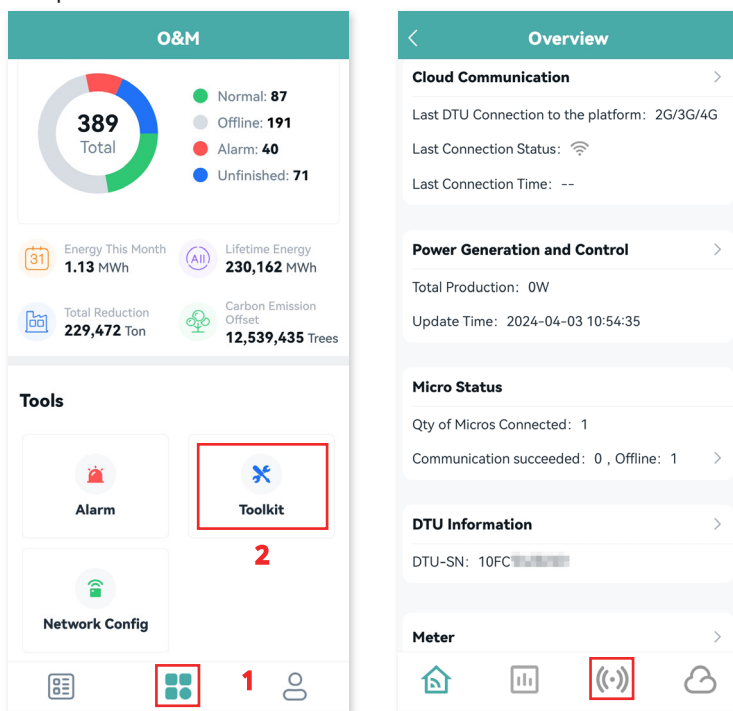 O&M
389
Total
Normal: 87
Offline: 191
Alarm: 40
Unfinished: 71
31
Energy This Month
1.13 MWh
All
Lifetime Energy
230,162 MWh
Total Reduction
229,472 Ton
Carbon Emission
Offset
12,539,435 Trees
Tools
Alarm
Toolkit
2
Network Config
1
Overview
Cloud Communication
Last DTU Connection to the platform: 2G/3G/4G
Last Connection Status:
Last Connection Time: --
Power Generation and Control
Total Production: 0W
Update Time: 2024-04-03 10:54:35
Micro Status
Qty of Micros Connected: 1
Communication succeeded: 0 , Offline: 1
DTU Information
DTU-SN: 10FC
Meter